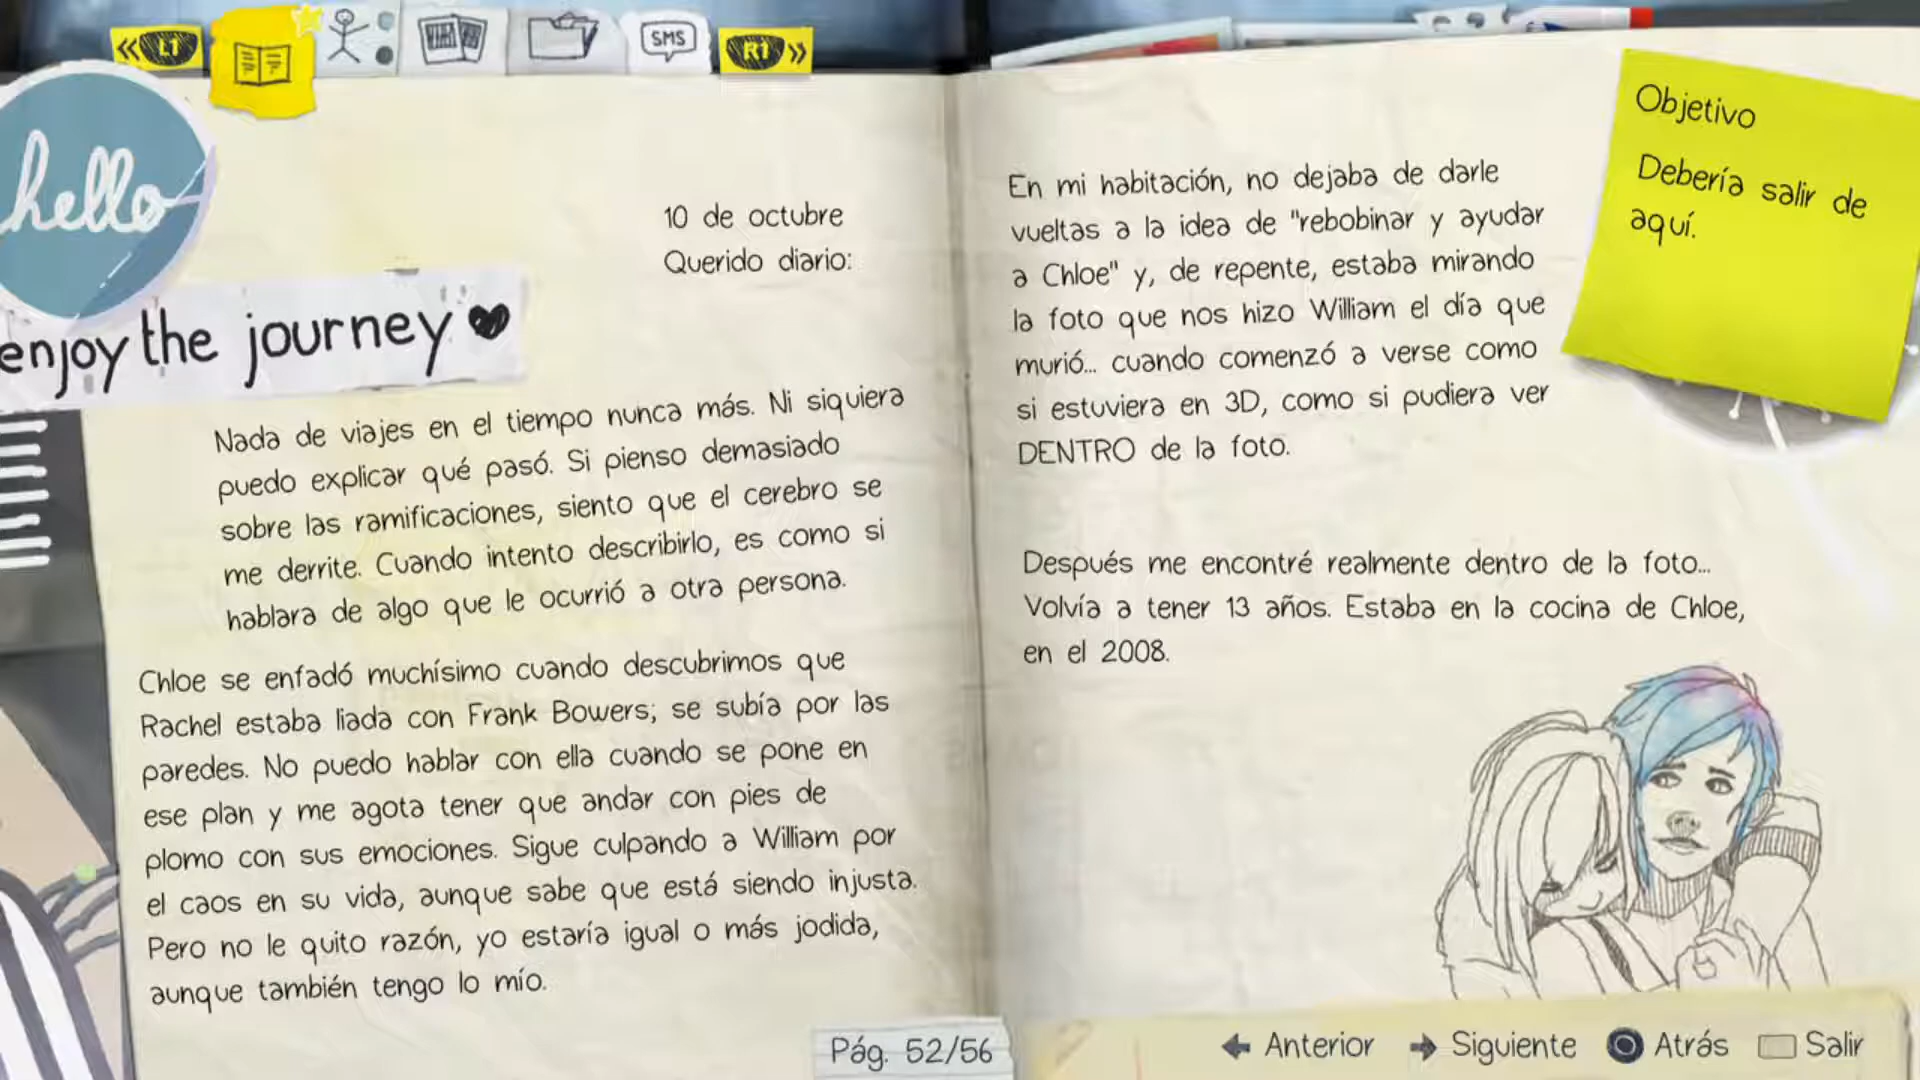 L1
SMS
R1
hello
enjoy the journey
10 de octubre
Querido diario:
Nada de viajes en el tiempo nunca más. Ni siquiera
puedo explicar qué pasó. Si pienso demasiado
sobre las ramificaciones, siento que el cerebro se
me derrite. Cuando intento describirlo, es como si
hablara de algo que le ocurrió a otra persona.
Chloe se enfadó muchísimo cuando descubrimos que
Rachel estaba liada con Frank Bowers; se subía por las
paredes. No puedo hablar con ella cuando se pone en
ese plan y me agota tener que andar con pies de
plomo con sus emociones. Sigue culpando a William por
el caos en su vida, aunque sabe que está siendo injusta.
Pero no le quito razón, yo estaría igual o más jodida,
aunque también tengo lo mío.
En mi habitación, no dejaba de darle
vueltas a la idea de "rebobinar y ayudar
a Chloe" y, de repente, estaba mirando
la foto que nos hizo William el día que
murió... cuando comenzó a verse como
si estuviera en 3D, como si pudiera ver
DENTRO de la foto.
Después me encontré realmente dentro de la foto...
Volvía a tener 13 años. Estaba en la cocina de Chloe,
en el 2008.
Objetivo
Debería salir de
aquí.
Pág. 52/56
Anterior
Siguiente
Atrás
Salir